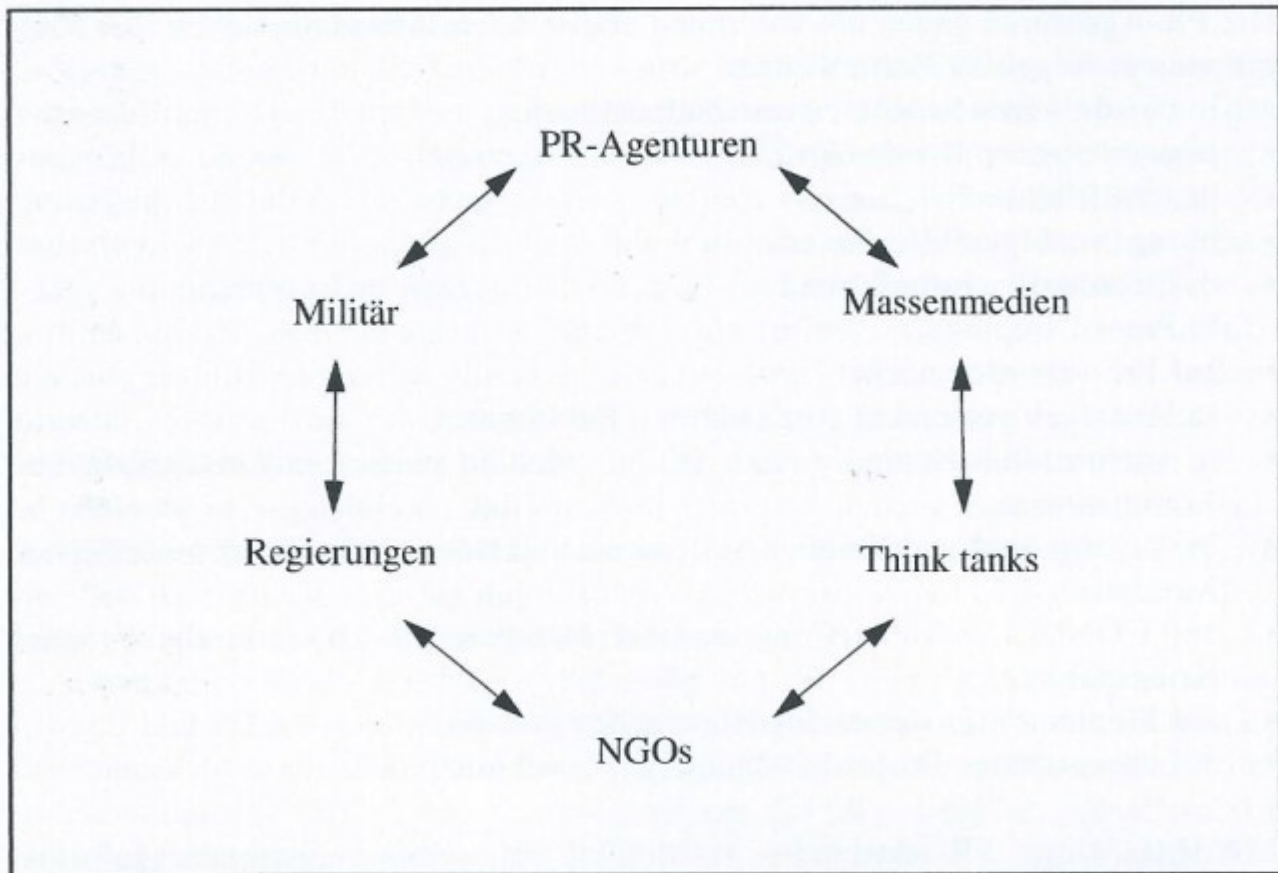 PR-Agenturen
Militär
Massenmedien
Regierungen
Think tanks
NGOs